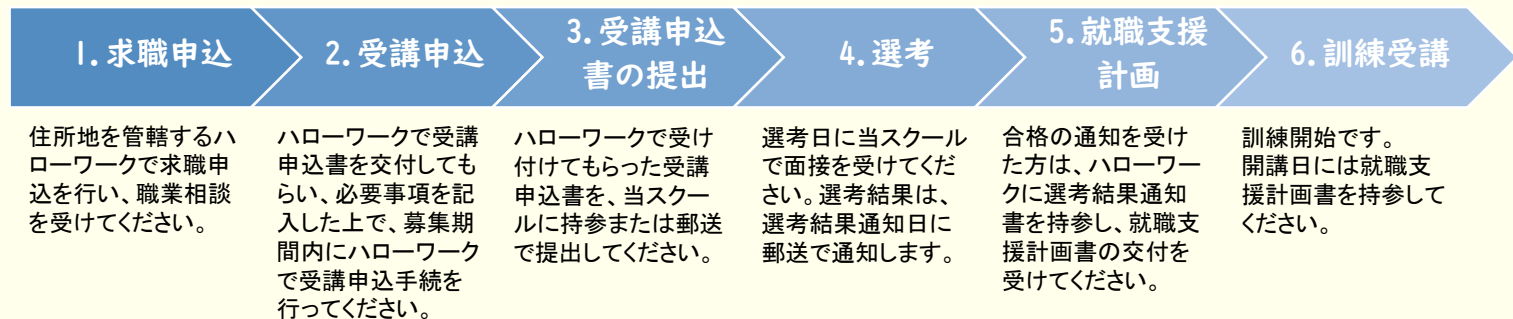 1.求職申込
住所地を管轄するハ
ローワークで求職申
込を行い、職業相談
を受けてください。
2.受講申込
ハローワークで受講
申込書を交付しても
らい、必要事項を記
入した上で、募集期
間内にハローワーク
で受講申込手続を
行ってください。
3.受講申込
書の提出
ハローワークで受け
付けてもらった受講
申込書を、当スクー
ルに持参または郵送
で提出してください。
4.選考
選考日に当スクール
で面接を受けてくだ
さい。選考結果は、
選考結果通知日に
郵送で通知します。
5.就職支援
計画
合格の通知を受け
た方は、ハローワー
クに選考結果通知
書を持参し、就職支
援計画書の交付を
受けてください。
6.訓練受講
訓練開始です。
開講日には就職支
援計画書を持参して
ください。